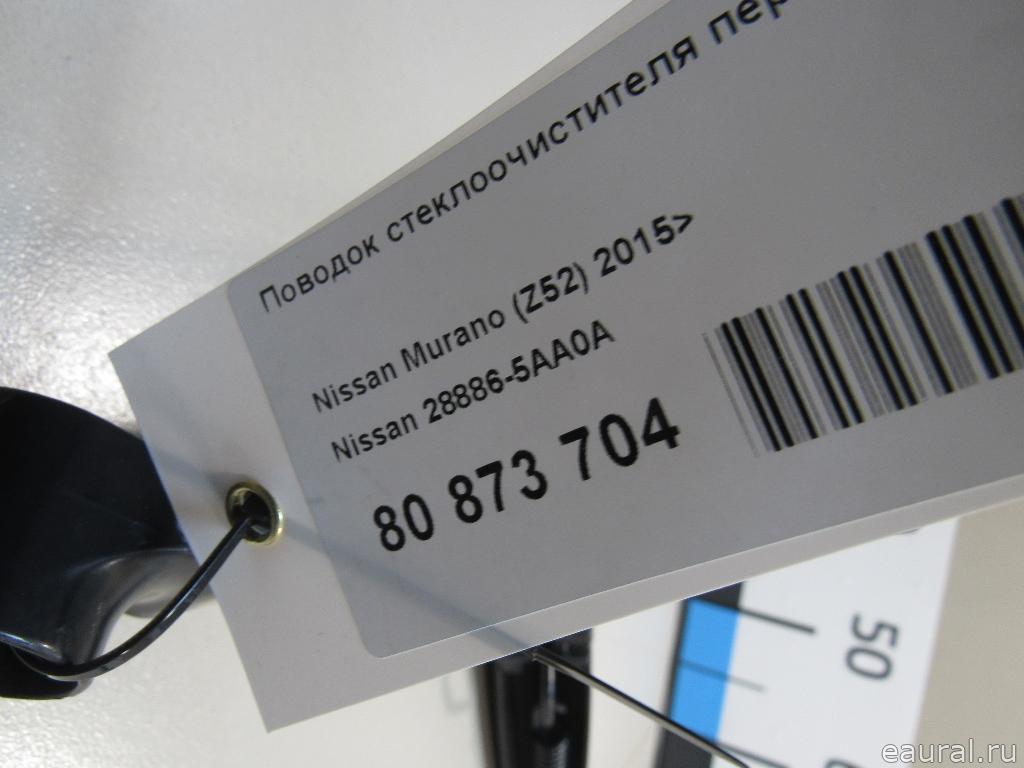 Поводок стеклоочистителя пер
Nissan Murano (Z52) 2015>
Nissan 28886-5AA0A
80 873 704
50
eaural.ru